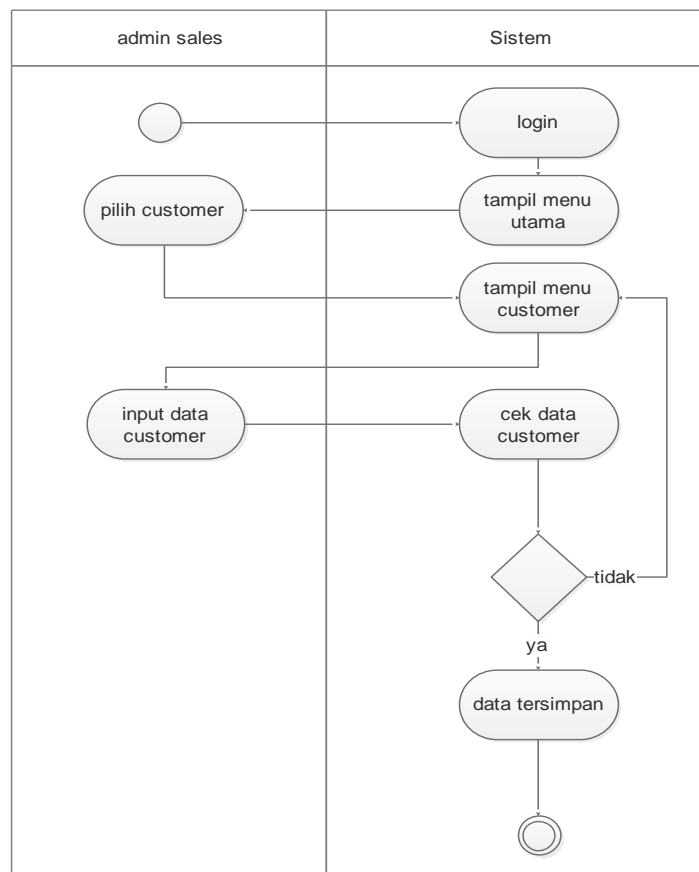 admin sales
Sistem
login
pilih customer
tampil menu
utama
tampil menu
customer
input data
customer
cek data
customer
tidak
ya
data tersimpan